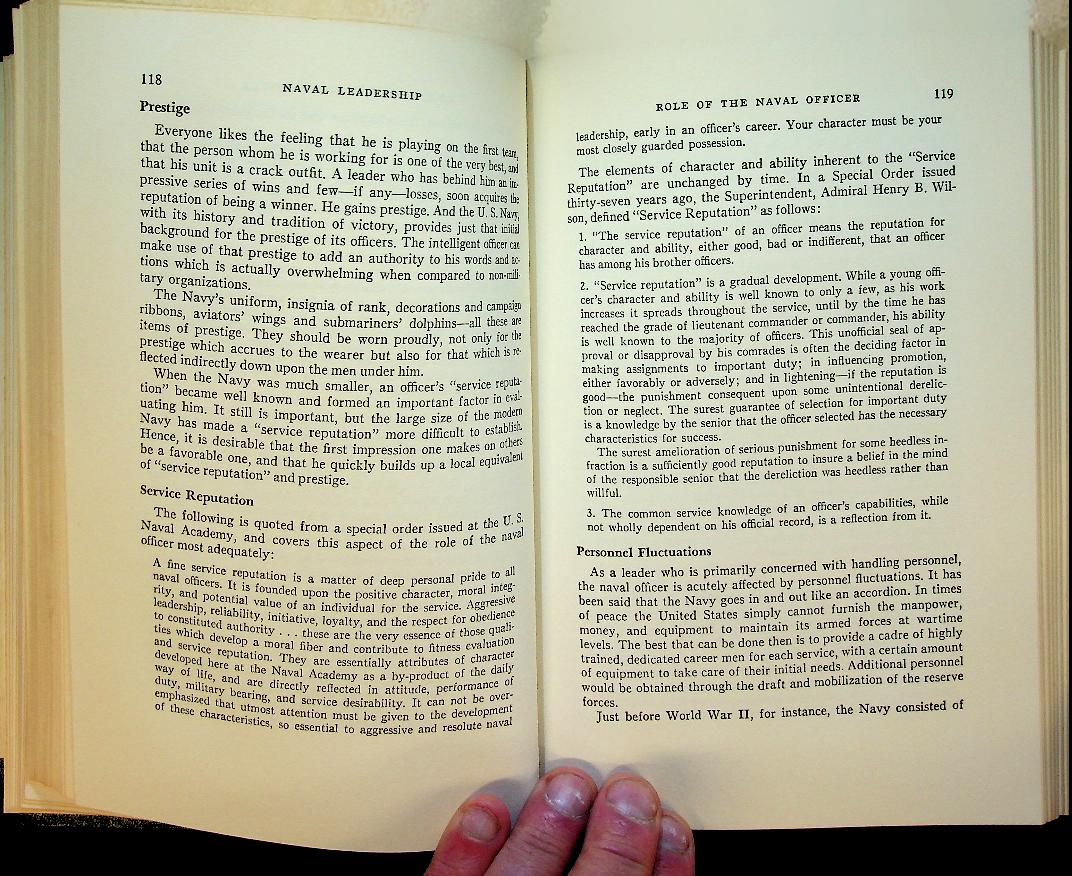 118
NAVAL LEADERSHIP
Prestige
Everyone likes the feeling that he is playing on the first team,
that the person whom he is working for is one of the very best, and
that his unit is a crack outfit. A leader who has behind him an im-
pressive series of wins and few—if any—losses, soon acquires the
reputation of being a winner. He gains prestige. And the U. S. Navy,
with its history and tradition of victory, provides just that initial
background for the prestige of its officers. The intelligent officer can
make use of that prestige to add an authority to his words and ac-
tions which is actually overwhelming when compared to non-mili-
tary organizations.
The Navy's uniform, insignia of rank, decorations and campaign
ribbons, aviators' wings and submariners' dolphins—all these are
items of prestige. They should be worn proudly, not only for the
prestige which accrues to the wearer but also for that which is re-
flected indirectly down upon the men under him.
When the Navy was much smaller, an officer's "service reputa-
tion" became well known and formed an important factor in eval-
uating him. It still is important, but the large size of the modern
Navy has made a "service reputation" more difficult to establish.
Hence, it is desirable that the first impression one makes on others
be a favorable one, and that he quickly builds up a local equivalent
of "service reputation" and prestige.
Service Reputation
The following is quoted from a special order issued at the U. S.
Naval Academy, and covers this aspect of the role of the naval
officer most adequately:
A fine service reputation is a matter of deep personal pride to all
naval officers. It is founded upon the positive character, moral integ-
rity, and potential value of an individual for the service. Aggressive
leadership, reliability, initiative, loyalty, and the respect for obedience
to constituted authority . . . these are the very essence of those quali-
ties which develop a moral fiber and contribute to fitness evaluation
and service reputation. They are essentially attributes of character
developed here at the Naval Academy as a by-product of the daily
way of life, and are directly reflected in attitude, performance of
duty, military bearing, and service desirability. It can not be over-
emphasized that utmost attention must be given to the development
of these characteristics, so essential to aggressive and resolute naval
ROLE OF THE NAVAL OFFICER
119
leadership, early in an officer's career. Your character must be your
most closely guarded possession.
The elements of character and ability inherent to the "Service
Reputation" are unchanged by time. In a Special Order issued
thirty-seven years ago, the Superintendent, Admiral Henry B. Wil-
son, defined "Service Reputation" as follows:
1. "The service reputation" of an officer means the reputation for
character and ability, either good, bad or indifferent, that an officer
has among his brother officers.
2. "Service reputation" is a gradual development. While a young offi-
cer's character and ability is well known to only a few, as his work
increases it spreads throughout the service, until by the time he has
reached the grade of lieutenant commander or commander, his ability
is well known to the majority of officers. This unofficial seal of ap-
proval or disapproval by his comrades is often the deciding factor in
making assignments to important duty; in influencing promotion,
either favorably or adversely; and in lightening—if the reputation is
good—the punishment consequent upon some unintentional derelic-
tion or neglect. The surest guarantee of selection for important duty
is a knowledge by the senior that the officer selected has the necessary
characteristics for success.
The surest amelioration of serious punishment for some heedless in-
fraction is a sufficiently good reputation to insure a belief in the mind
of the responsible senior that the dereliction was heedless rather than
willful.
3. The common service knowledge of an officer's capabilities, while
not wholly dependent on his official record, is a reflection from it.
Personnel Fluctuations
As a leader who is primarily concerned with handling personnel,
the naval officer is acutely affected by personnel fluctuations. It has
been said that the Navy goes in and out like an accordion. In times
of peace the United States simply cannot furnish the manpower,
money, and equipment to maintain its armed forces at wartime
levels. The best that can be done then is to provide a cadre of highly
trained, dedicated career men for each service, with a certain amount
of equipment to take care of their initial needs. Additional personnel
would be obtained through the draft and mobilization of the reserve
forces.
Just before World War II, for instance, the Navy consisted of